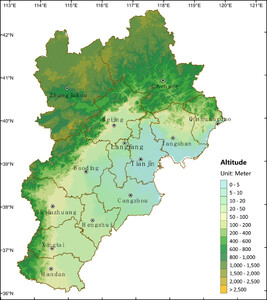 113°E 114°E 115°E 116°E 117°E 118°E 119°E 120°E 121°E
42°N
41°N
40°N
39°N
38°N
37°N
36°N
Chengde
Qinhuangdao
Beijing
Tangshan
Langfang
Tianjin
Baoding
Cangzhou
Hengshui
Xingtai
Handan
Altitude
Unit: Meter
0 - 5
5 - 10
10 - 20
20 - 50
50 - 100
100 - 200
200 - 400
400 - 600
600 - 800
800 - 1,000
1,000 - 1,500
1,500 - 2,000
2,000 - 2,500
> 2,500